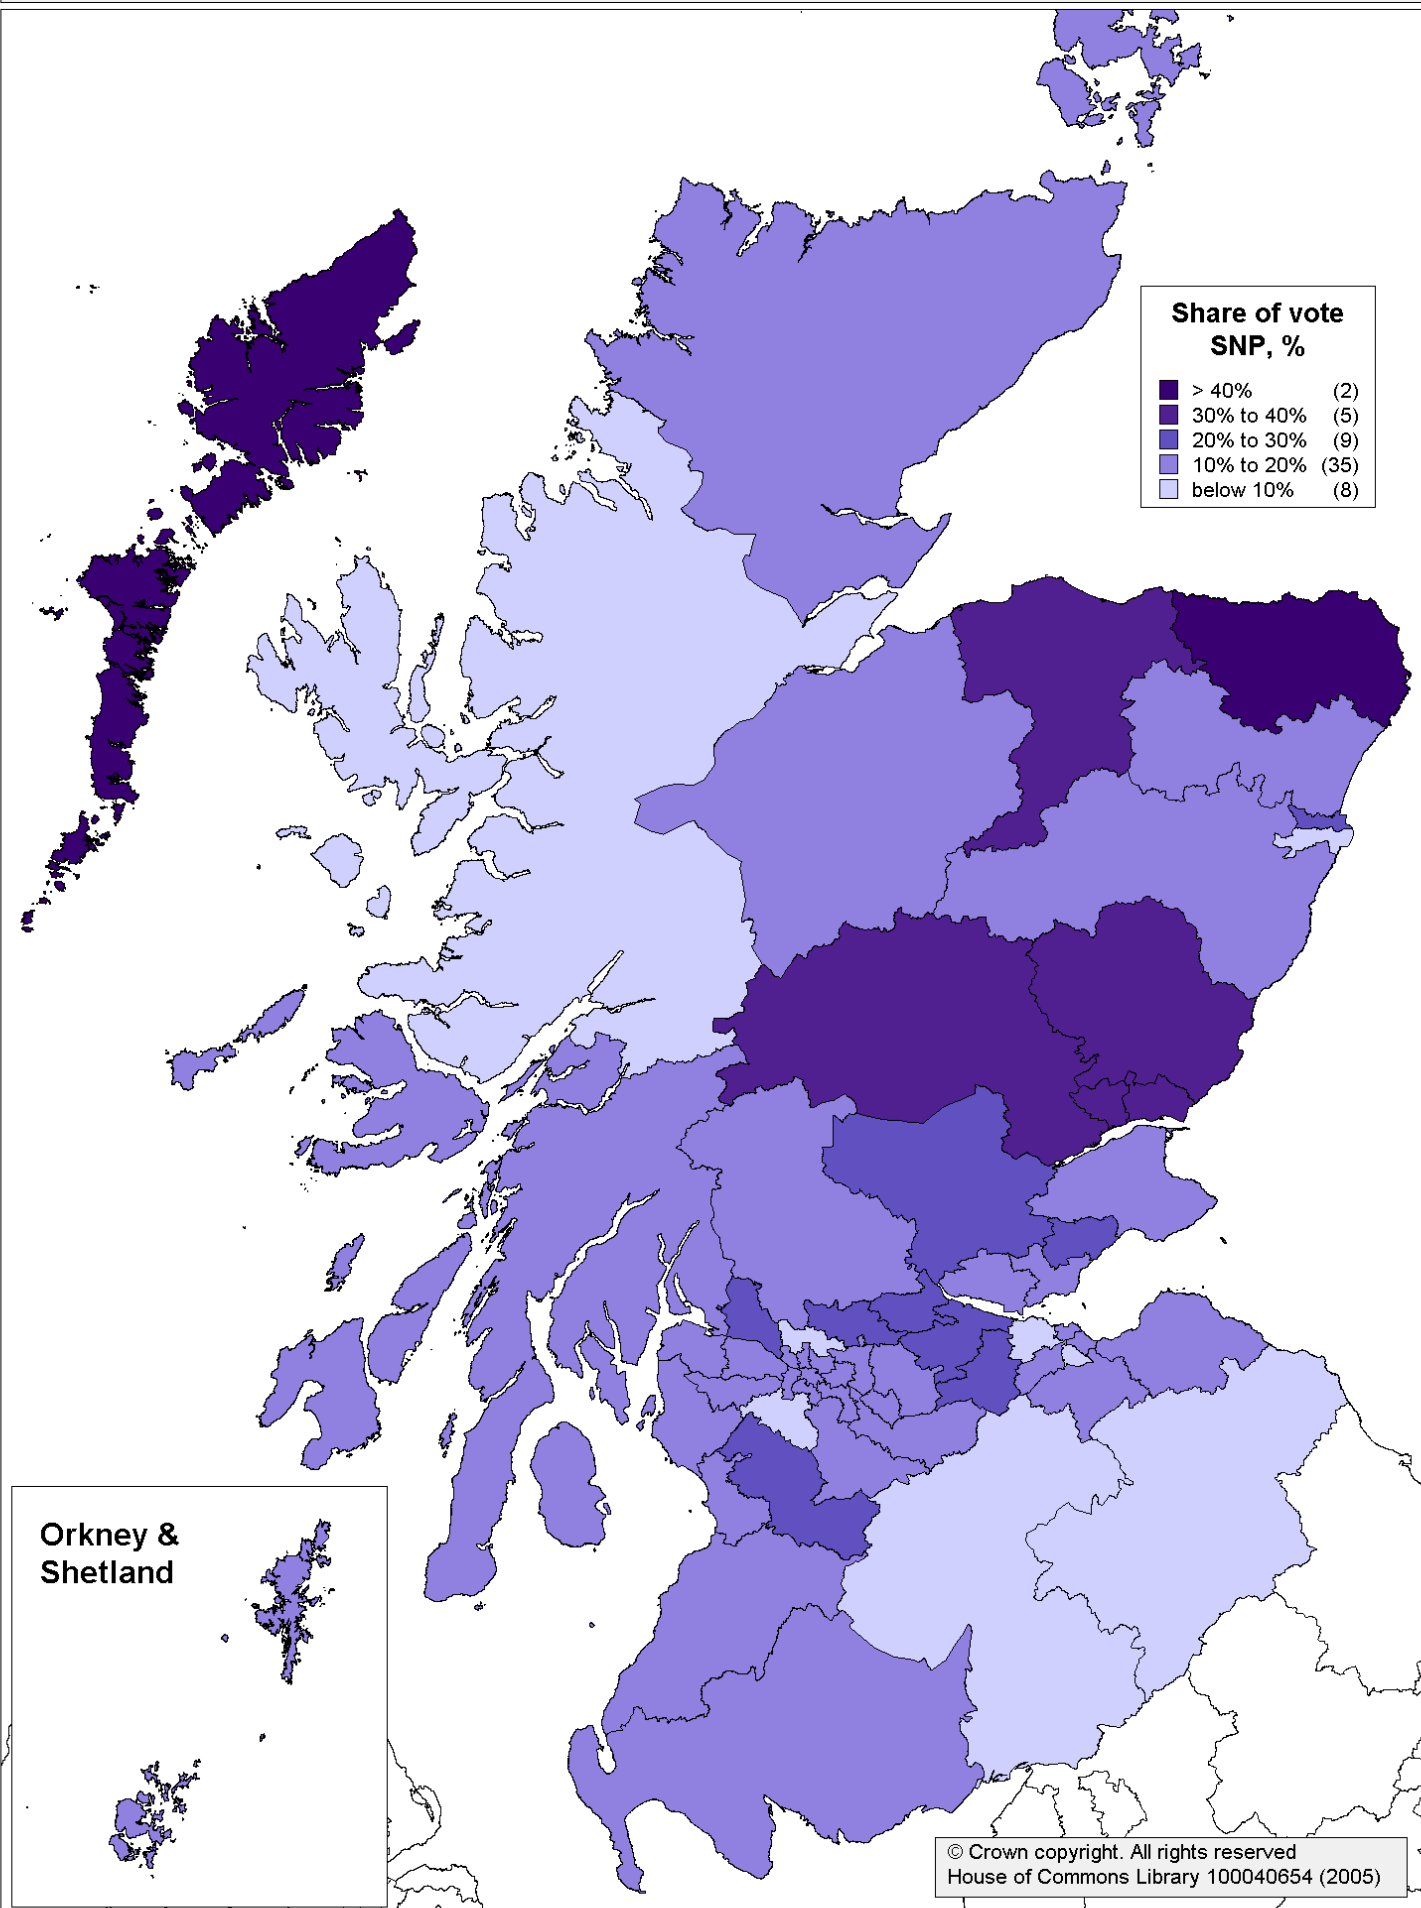 Share of vote
SNP, %
> 40% (2)
30% to 40% (5)
20% to 30% (9)
10% to 20% (35)
below 10% (8)
Orkney &
Shetland
© Crown copyright. All rights reserved
House of Commons Library 100040654 (2005)